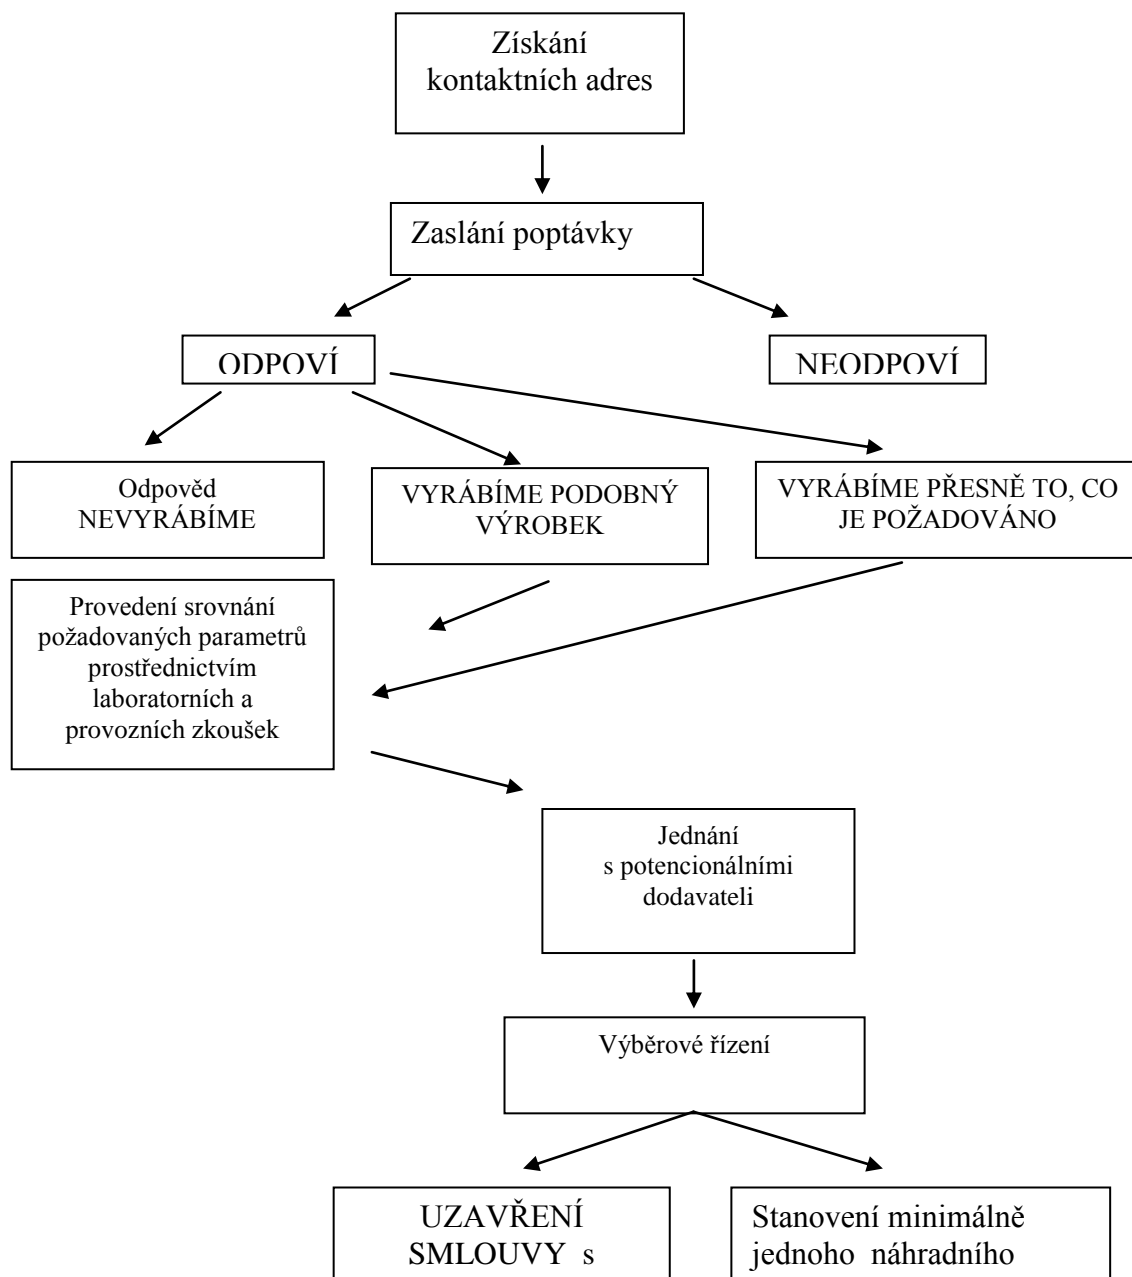 Získání
kontaktních adres
Zaslání poptávky
ODPOVÍ
NEODPOVÍ
Odpověd
NEVYRÁBÍME
VYRÁBÍME PODOBNÝ
VÝROBEK
VYRÁBÍME PŘESNĚ TO, CO
JE POŽADOVÁNO
Provedení srovnání
požadovaných parametrů
prostřednictvím
laboratorních a
provozních zkoušek
Jednání
s potencionálními
dodavateli
Výběrové řízení
UZAVŘENÍ
SMLOUVY s
Stanovení minimálně
jednoho náhradního